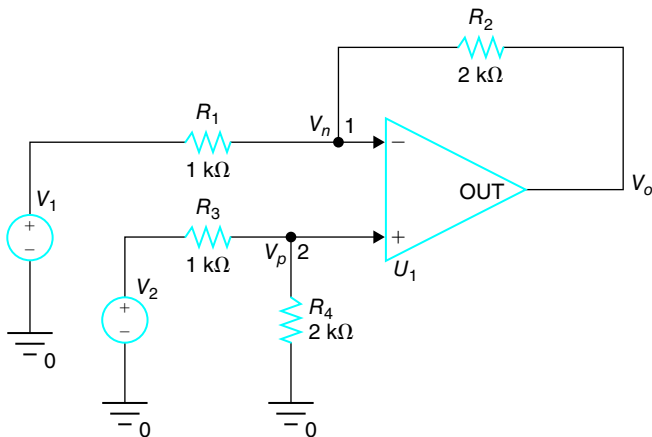 R2
2 kΩ
R1
Vn 1
−
1 kΩ
V1
+
−
OUT
Vo
R3
+
1 kΩ
Vp 2
U1
V2
+
−
R4
2 kΩ
0
0
0